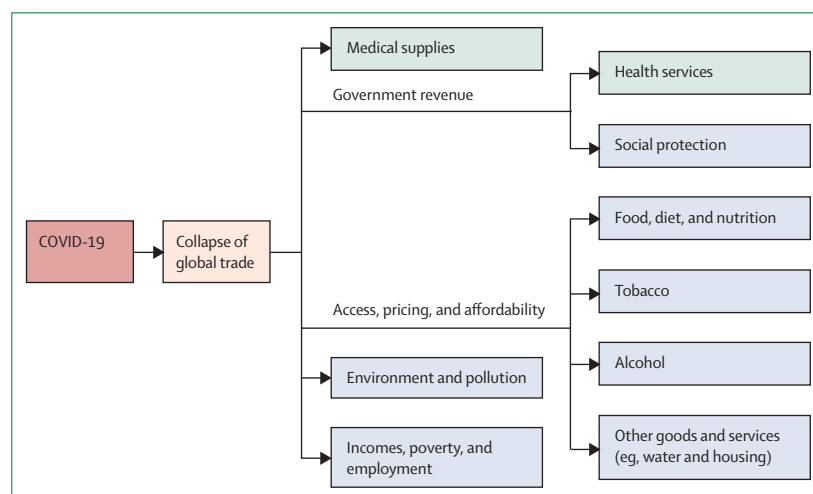 COVID-19
Collapse of
global trade
Medical supplies
Government revenue
Health services
Social protection
Access, pricing, and affordability
Food, diet, and nutrition
Tobacco
Alcohol
Other goods and services
(eg, water and housing)
Environment and pollution
Incomes, poverty, and
employment